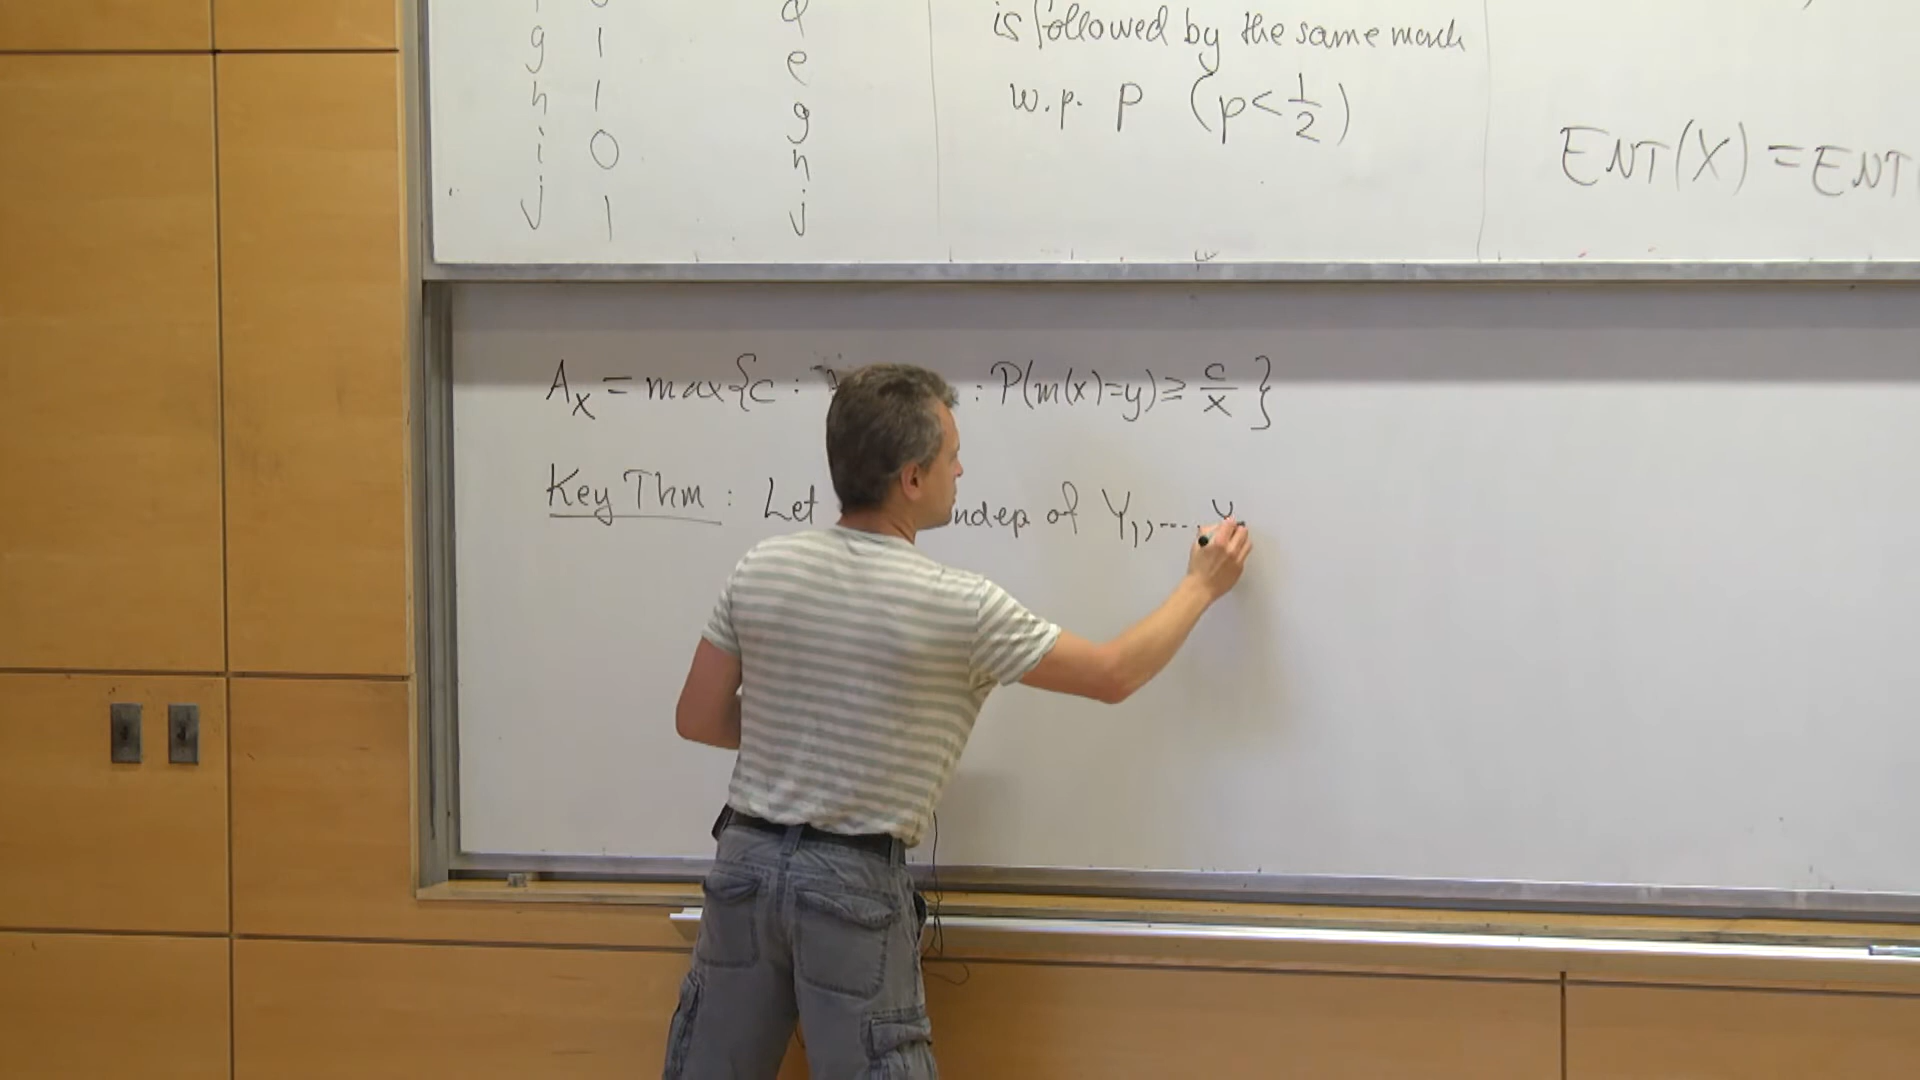 g 1 e
h 1 g
i 0 h
j 1 j
is followed by the same mark
w.p. p (p<1/2)
ENT(X) = ENT
A_x = max{c : : P(m(x)=y) ≥ c/x }
Key Thm : Let indep of Y_1, ...